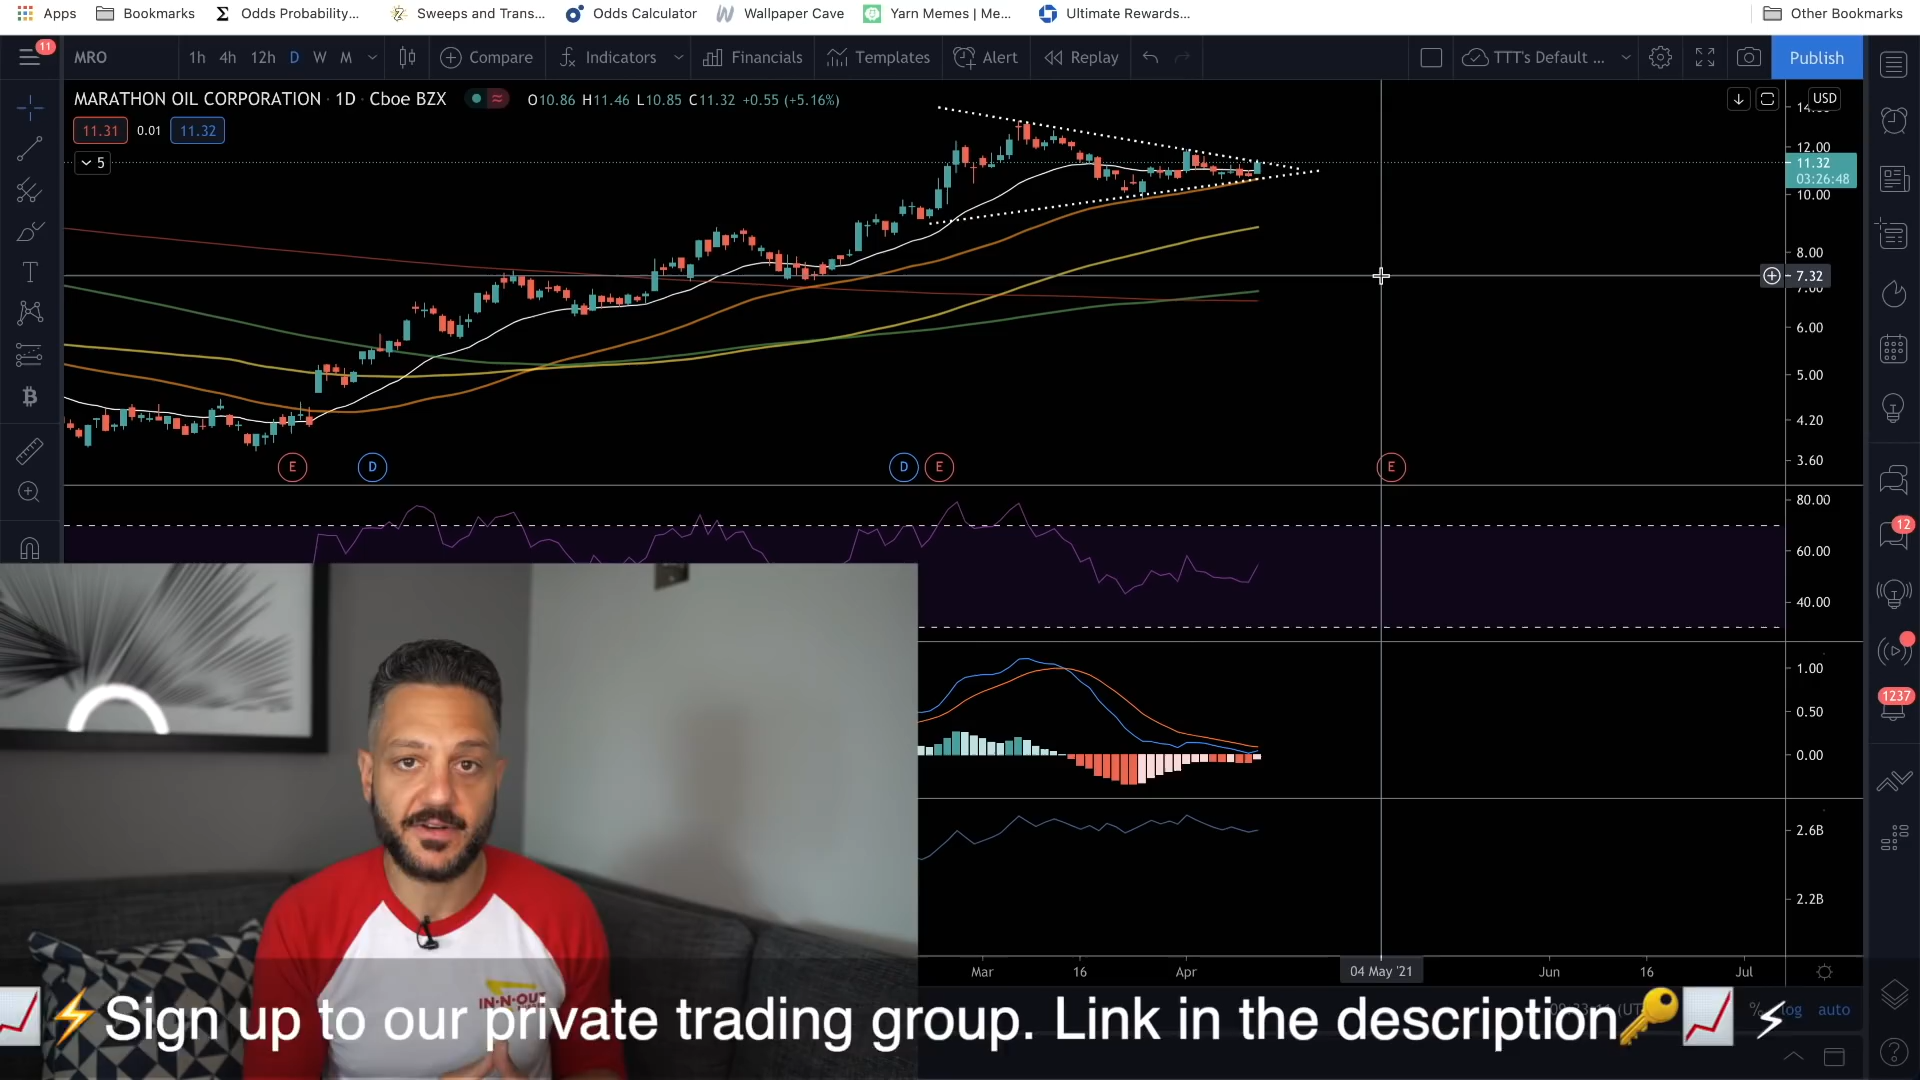 Apps Bookmarks Odds Probability... Sweeps and Trans... Odds Calculator Wallpaper Cave Yarn Memes | Me... Ultimate Rewards... Other Bookmarks
11 MRO 1h 4h 12h D W M Compare Indicators Financials Templates Alert Replay TTT's Default ... Publish
MARATHON OIL CORPORATION · 1D · Cboe BZX O10.86 H11.46 L10.85 C11.32 +0.55 (+5.16%)
USD
11.31 0.01 11.32
5
12.00
11.32
03:26:48
10.00
8.00
7.32
7.00
6.00
5.00
4.20
3.60
E D D E E
80.00
60.00
40.00
12
1.00
0.50
0.00
1237
2.6B
2.2B
Mar 16 Apr 04 May '21 Jun 16 Jul
IN-N-OUT
Sign up to our private trading group. Link in the description
% log auto